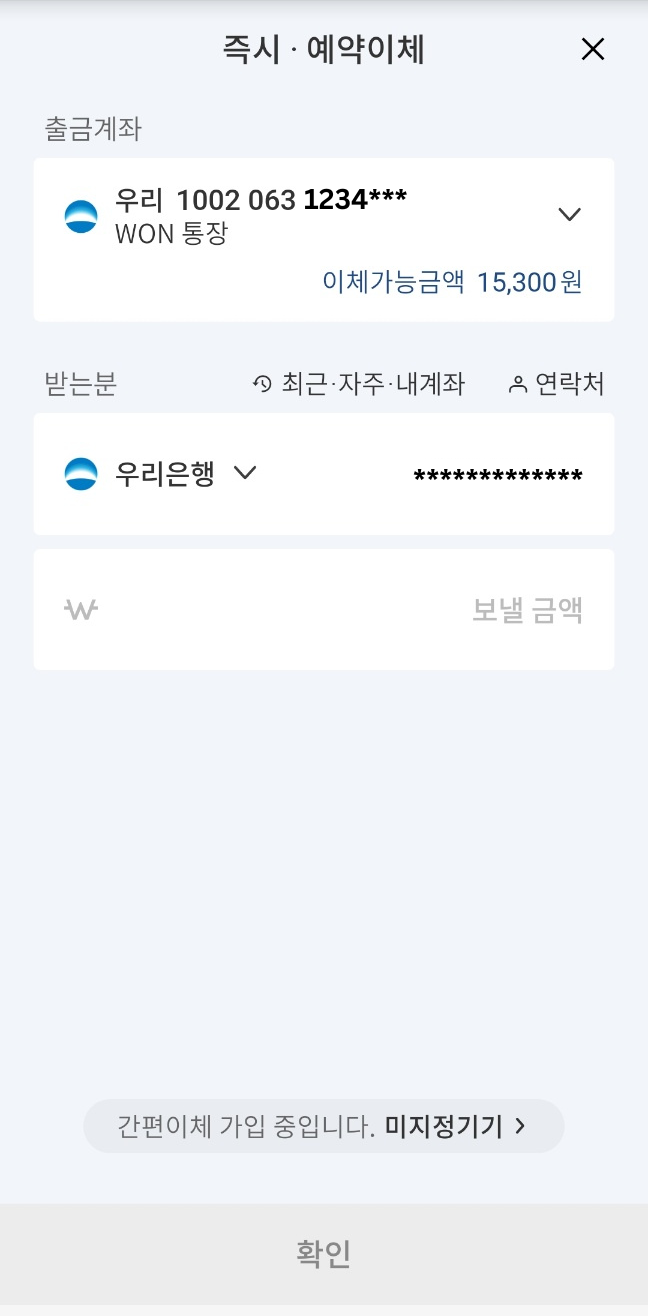 즉시 · 예약이체
출금계좌
우리 1002 063 1234***
WON 통장
이체가능금액 15,300원
받는분 최근·자주·내계좌 연락처
우리은행 *************
₩ 보낼 금액
간편이체 가입 중입니다. 미지정기기 >
확인